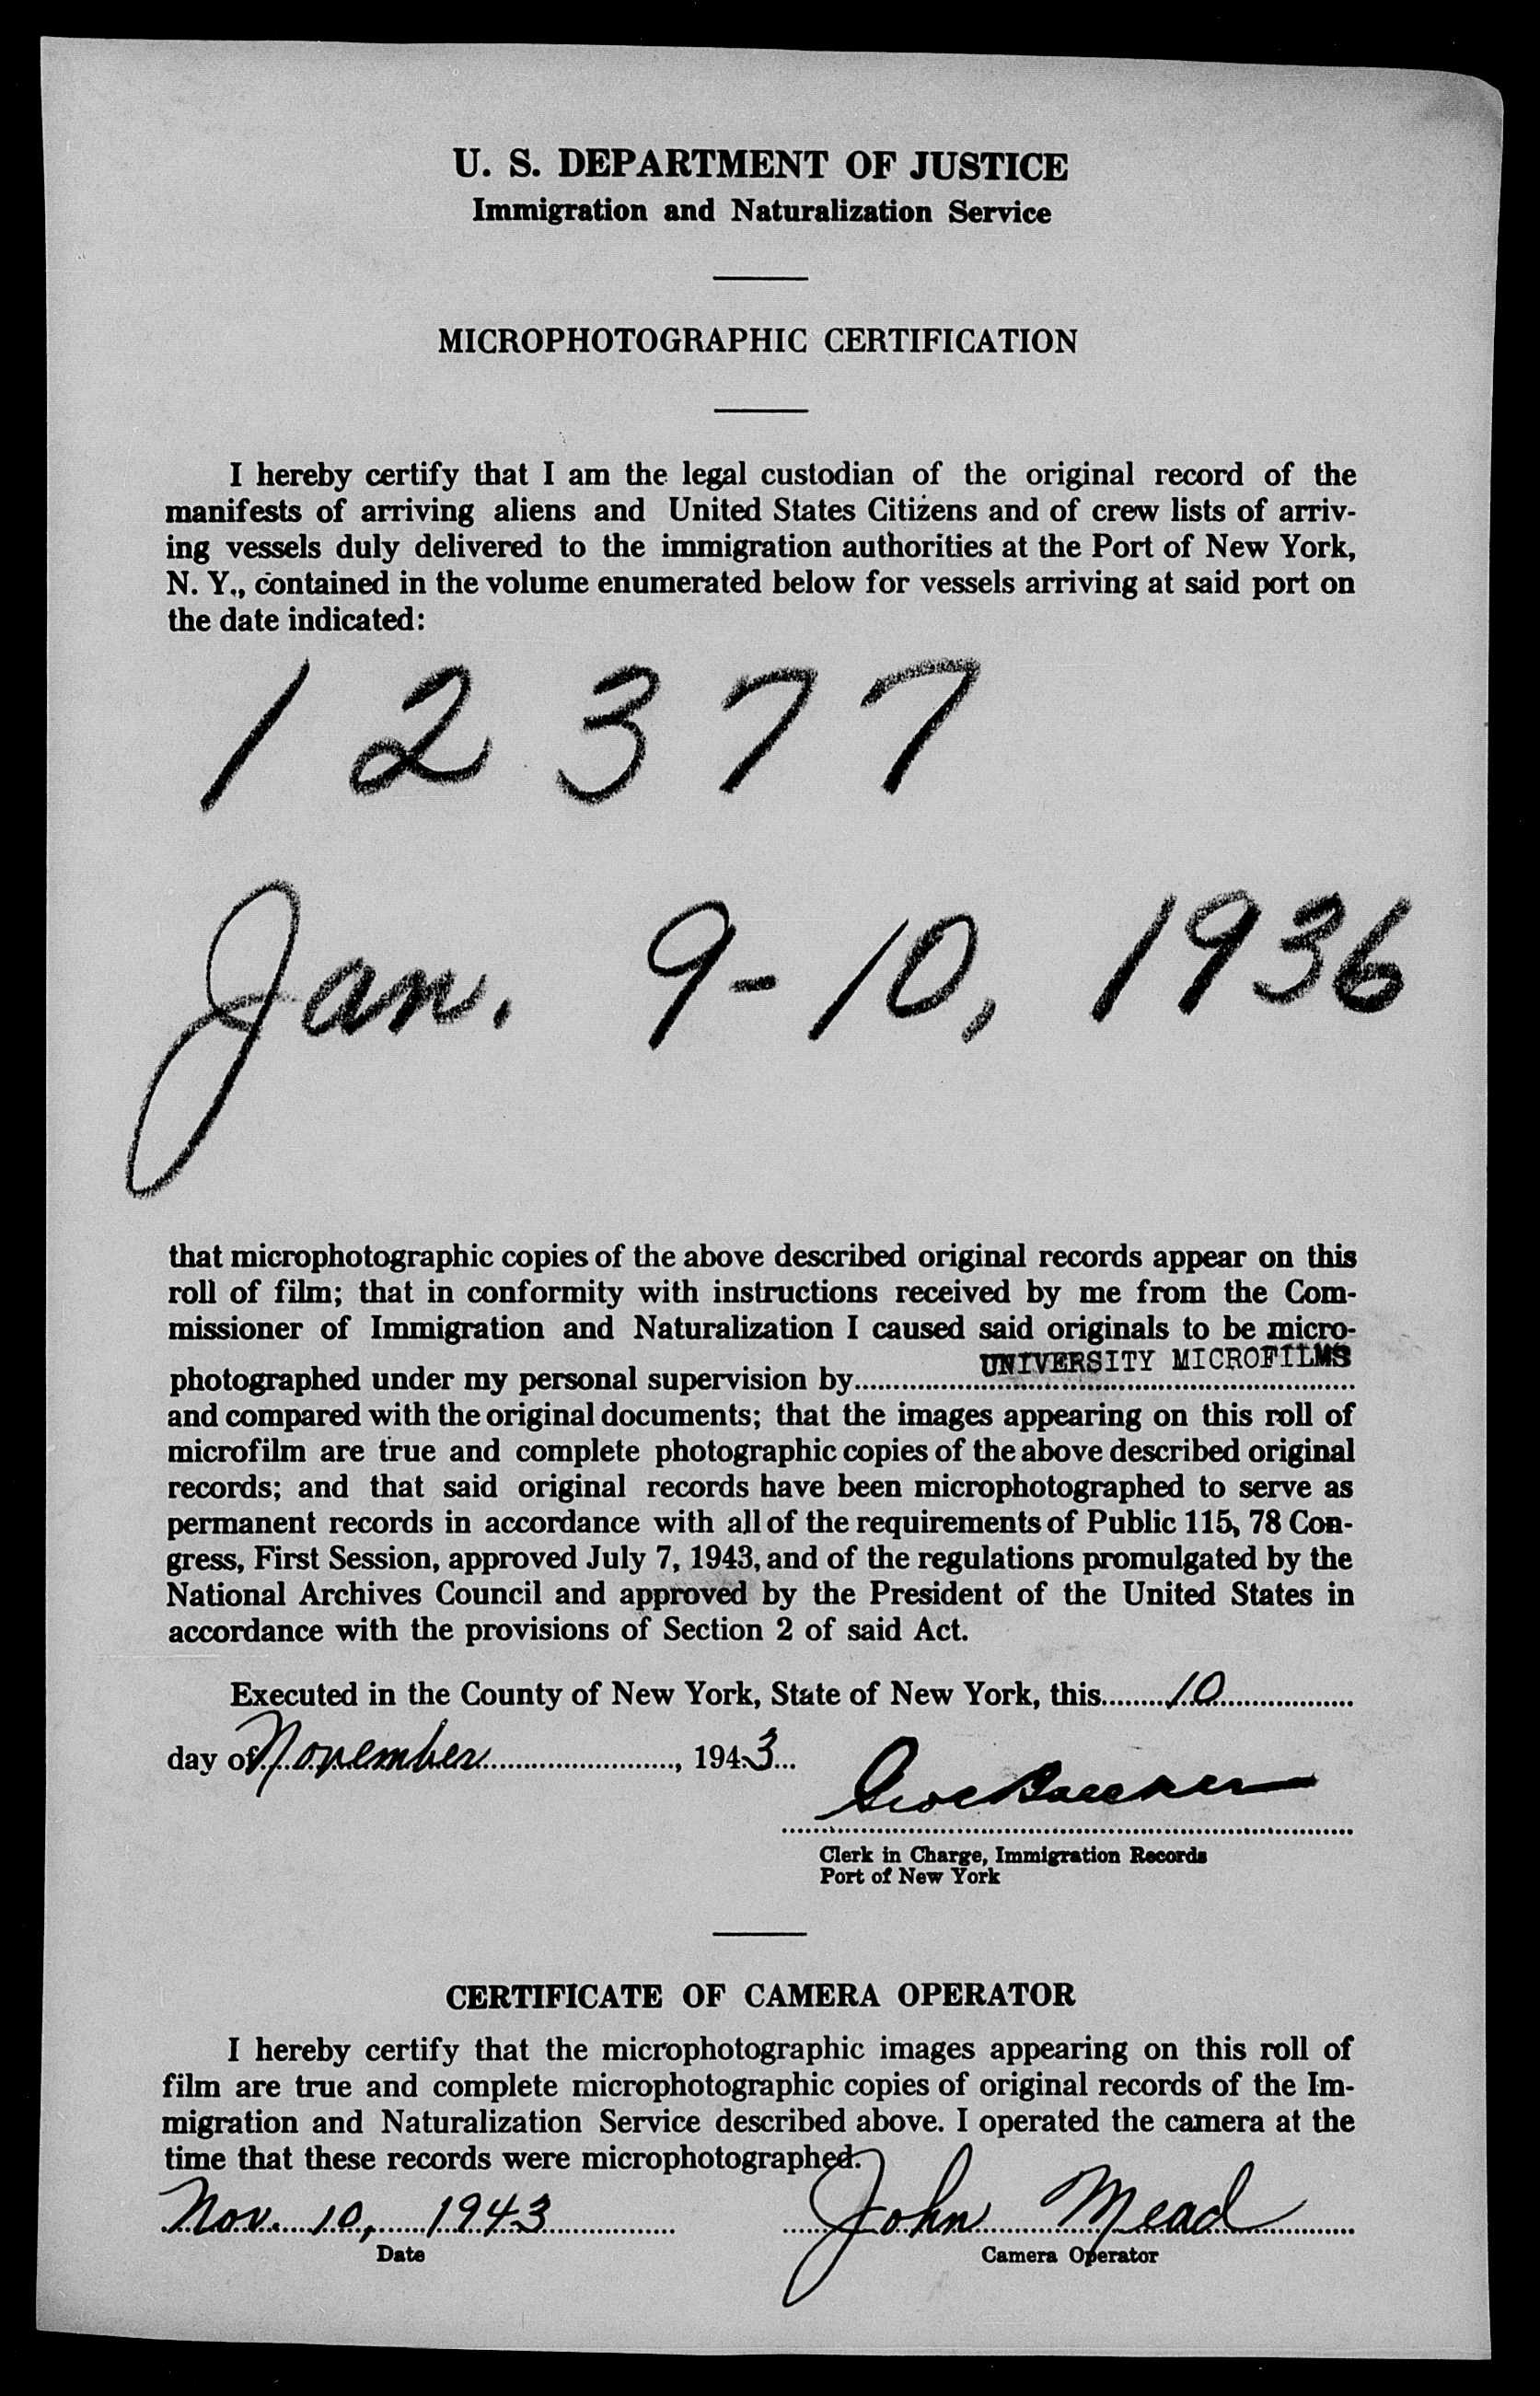 U. S. DEPARTMENT OF JUSTICE
Immigration and Naturalization Service
MICROPHOTOGRAPHIC CERTIFICATION
I hereby certify that I am the legal custodian of the original record of the
manifests of arriving aliens and United States Citizens and of crew lists of arriv-
ing vessels duly delivered to the immigration authorities at the Port of New York,
N. Y., contained in the volume enumerated below for vessels arriving at said port on
the date indicated:
12377
Jan. 9-10, 1936
that microphotographic copies of the above described original records appear on this
roll of film; that in conformity with instructions received by me from the Com-
missioner of Immigration and Naturalization I caused said originals to be micro-
photographed under my personal supervision by UNIVERSITY MICROFILMS
and compared with the original documents; that the images appearing on this roll of
microfilm are true and complete photographic copies of the above described original
records; and that said original records have been microphotographed to serve as
permanent records in accordance with all of the requirements of Public 115, 78 Con-
gress, First Session, approved July 7, 1943, and of the regulations promulgated by the
National Archives Council and approved by the President of the United States in
accordance with the provisions of Section 2 of said Act.
Executed in the County of New York, State of New York, this 10
day of November, 1943
Clerk in Charge, Immigration Records
Port of New York
CERTIFICATE OF CAMERA OPERATOR
I hereby certify that the microphotographic images appearing on this roll of
film are true and complete microphotographic copies of original records of the Im-
migration and Naturalization Service described above. I operated the camera at the
time that these records were microphotographed.
Nov. 10, 1943 John Mead
Date Camera Operator